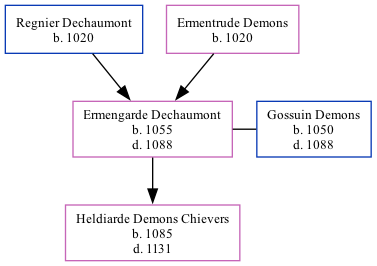 Regnier Dechaumont
b. 1020
Ermentrude Demons
b. 1020
Ermengarde Dechaumont
b. 1055
d. 1088
Gossuin Demons
b. 1050
d. 1088
Heldiarde Demons Chievers
b. 1085
d. 1131